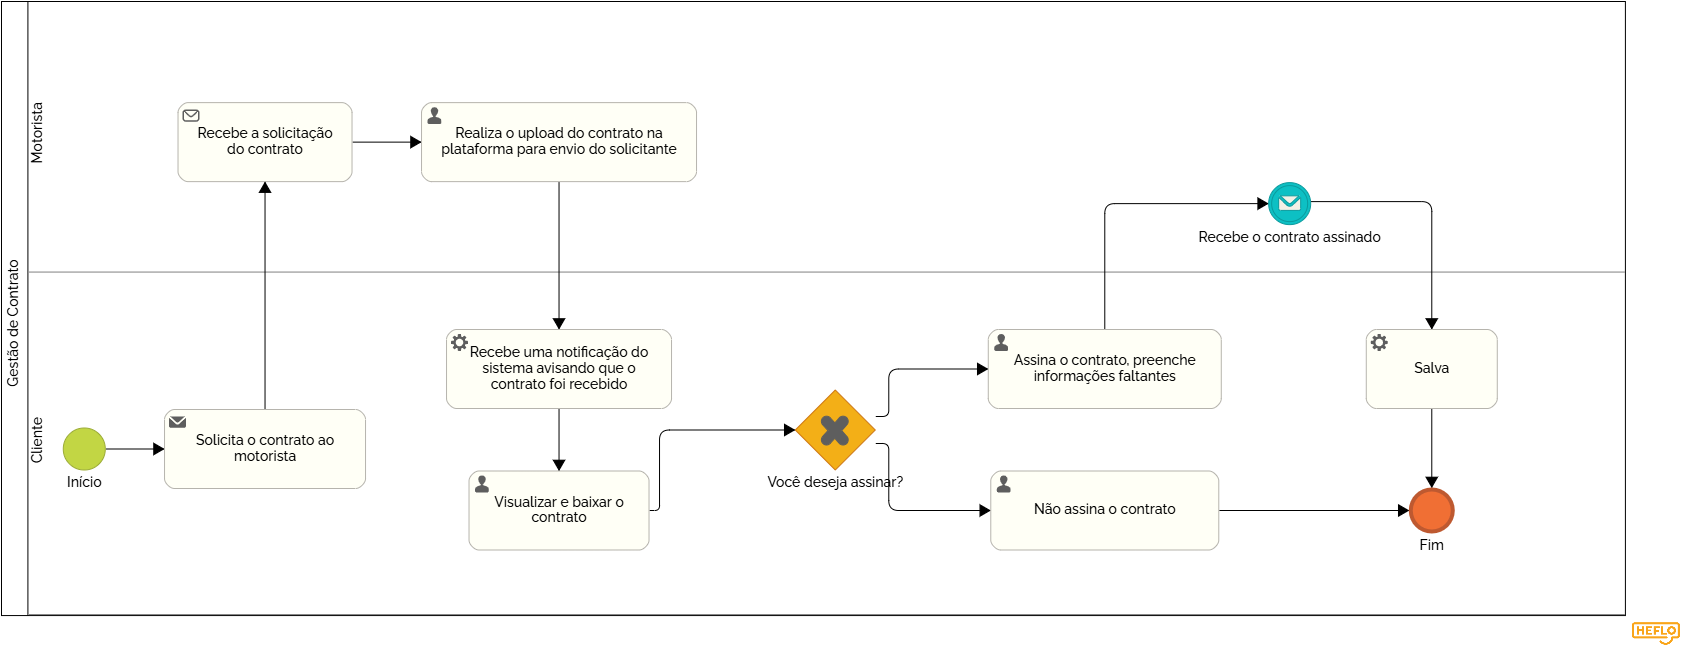 Gestão de Contrato
Motorista
Recebe a solicitação
do contrato
Realiza o upload do contrato na
plataforma para envio do solicitante
Recebe o contrato assinado
Cliente
Início
Solicita o contrato ao
motorista
Recebe uma notificação do
sistema avisando que o
contrato foi recebido
Visualizar e baixar o
contrato
Você deseja assinar?
Assina o contrato, preenche
informações faltantes
Não assina o contrato
Salva
Fim
HEFLO